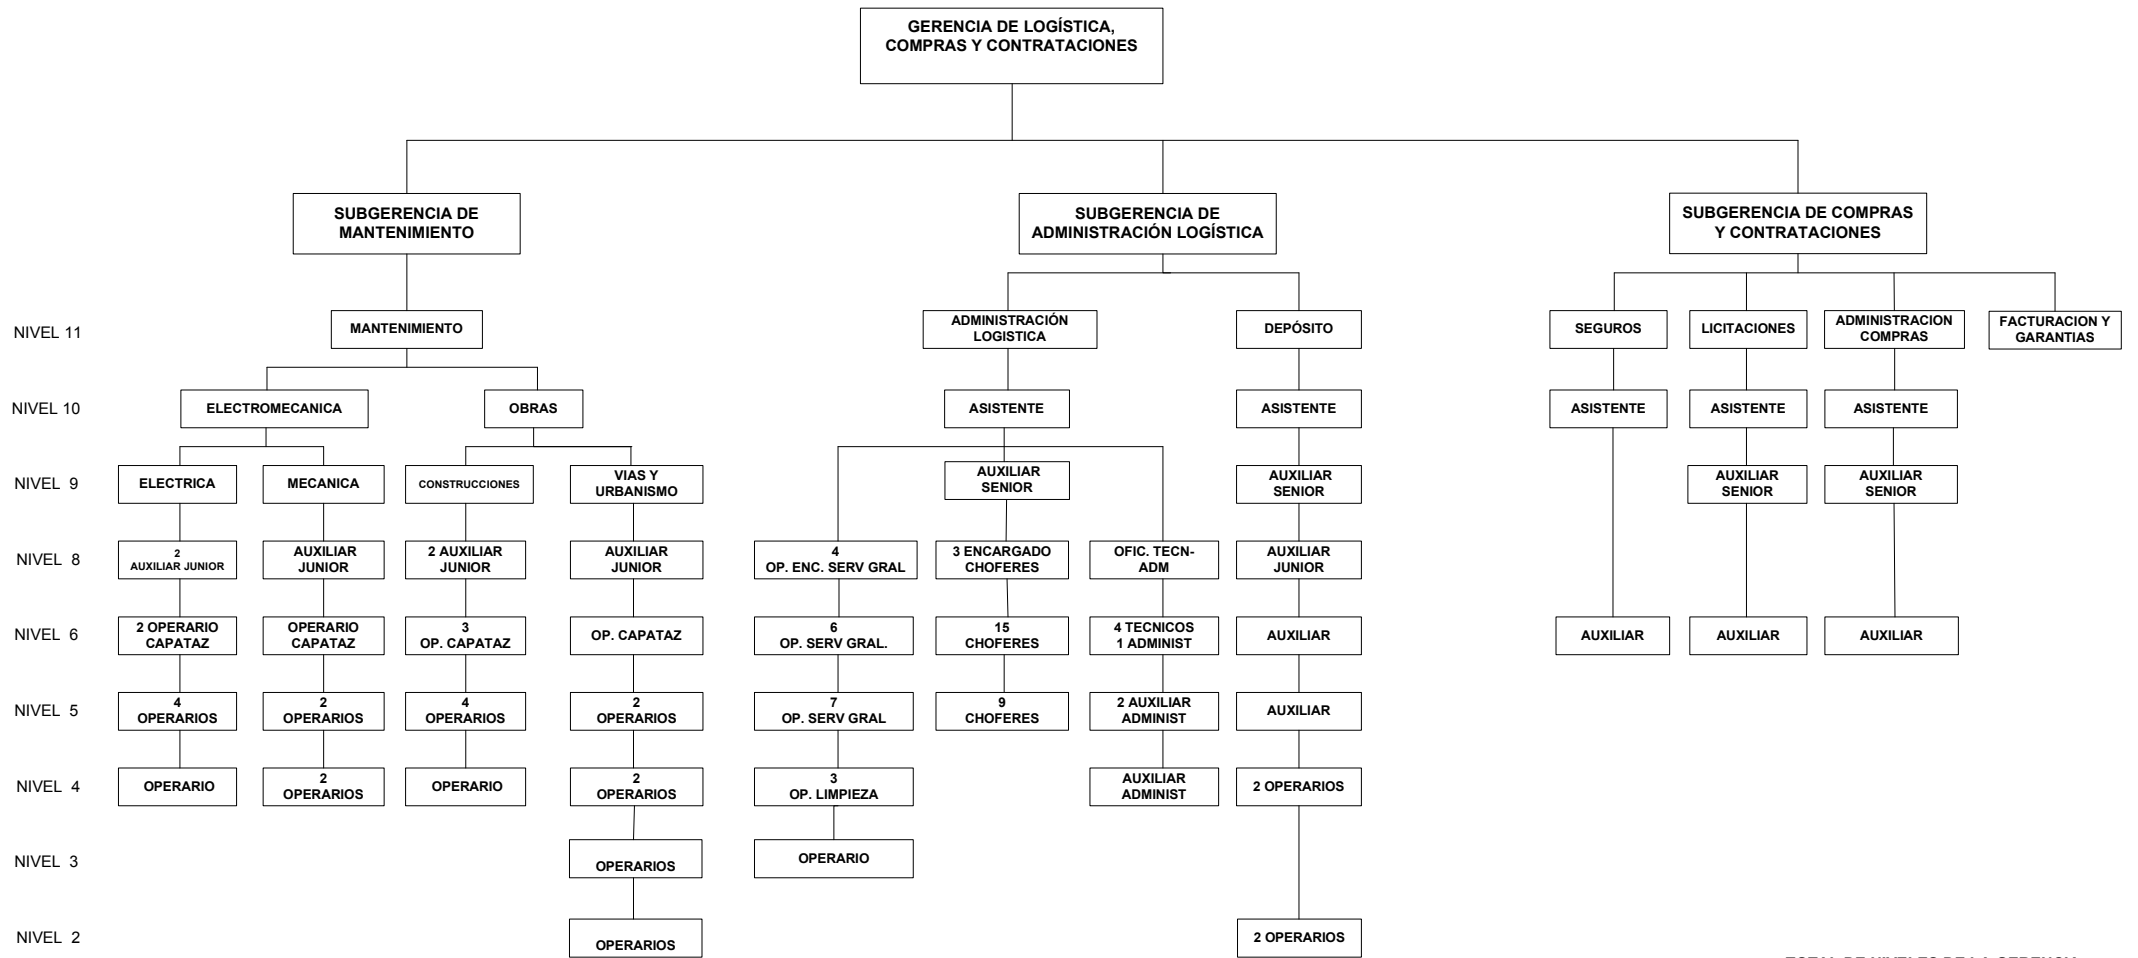 GERENCIA DE LOGÍSTICA,
COMPRAS Y CONTRATACIONES
SUBGERENCIA DE
MANTENIMIENTO
SUBGERENCIA DE
ADMINISTRACIÓN LOGÍSTICA
SUBGERENCIA DE COMPRAS
Y CONTRATACIONES
NIVEL 11
MANTENIMIENTO
ADMINISTRACIÓN
LOGISTICA
DEPÓSITO
SEGUROS
LICITACIONES
ADMINISTRACION
COMPRAS
FACTURACION Y
GARANTIAS
NIVEL 10
ELECTROMECANICA
OBRAS
ASISTENTE
ASISTENTE
ASISTENTE
ASISTENTE
ASISTENTE
NIVEL 9
ELECTRICA
MECANICA
CONSTRUCCIONES
VIAS Y
URBANISMO
AUXILIAR
SENIOR
AUXILIAR
SENIOR
AUXILIAR
SENIOR
AUXILIAR
SENIOR
NIVEL 8
2
AUXILIAR JUNIOR
AUXILIAR
JUNIOR
2 AUXILIAR
JUNIOR
AUXILIAR
JUNIOR
4
OP. ENC. SERV GRAL
3 ENCARGADO
CHOFERES
OFIC. TECN-
ADM
AUXILIAR
JUNIOR
NIVEL 6
2 OPERARIO
CAPATAZ
OPERARIO
CAPATAZ
3
OP. CAPATAZ
OP. CAPATAZ
6
OP. SERV GRAL.
15
CHOFERES
4 TECNICOS
1 ADMINIST
AUXILIAR
AUXILIAR
AUXILIAR
AUXILIAR
NIVEL 5
4
OPERARIOS
2
OPERARIOS
4
OPERARIOS
2
OPERARIOS
7
OP. SERV GRAL
9
CHOFERES
2 AUXILIAR
ADMINIST
AUXILIAR
NIVEL 4
OPERARIO
2
OPERARIOS
OPERARIO
2
OPERARIOS
3
OP. LIMPIEZA
AUXILIAR
ADMINIST
2 OPERARIOS
NIVEL 3
OPERARIOS
OPERARIO
NIVEL 2
OPERARIOS
2 OPERARIOS